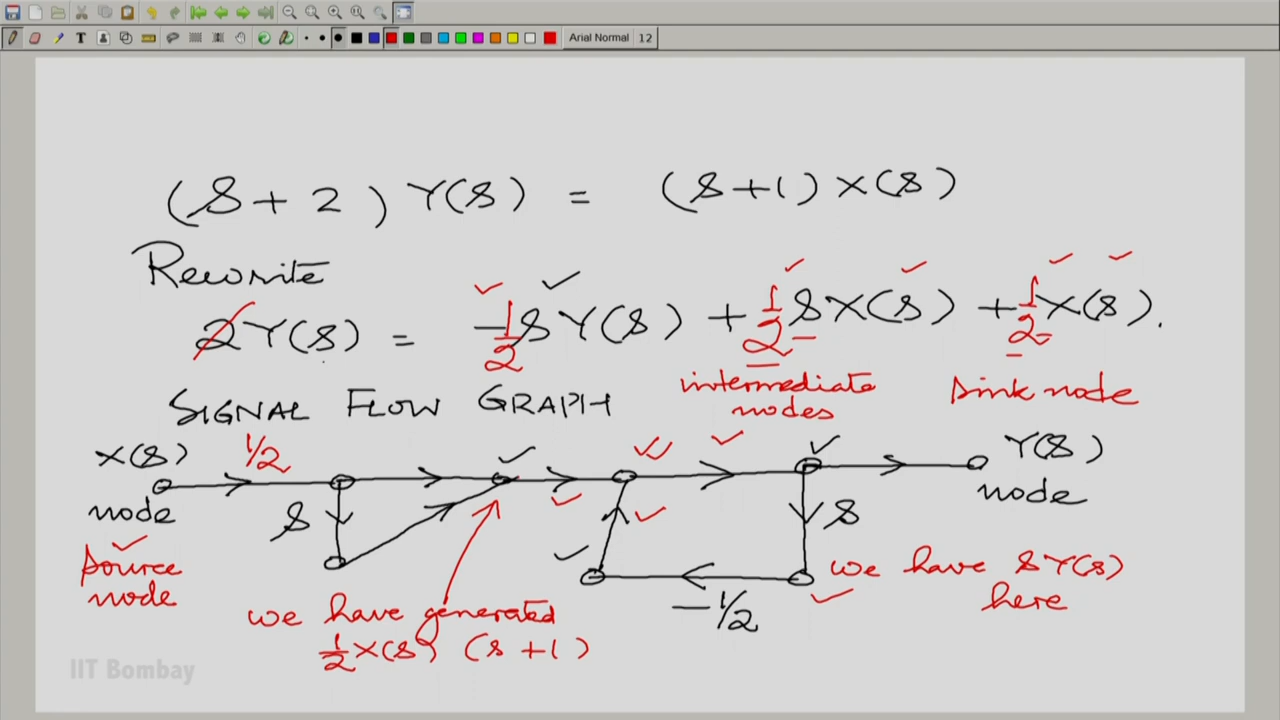 Arial Normal 12
(s + 2) Y(s) = (s + 1) X(s)
Rewrite
2Y(s) = -1/2 s Y(s) + 1/2 s X(s) + 1/2 X(s).
intermediate nodes
sink node
SIGNAL FLOW GRAPH
X(s) node
source node
1/2
s
we have generated
1/2 X(s) (s + 1)
-1/2
s
Y(s) node
we have sY(s)
here
IIT Bombay